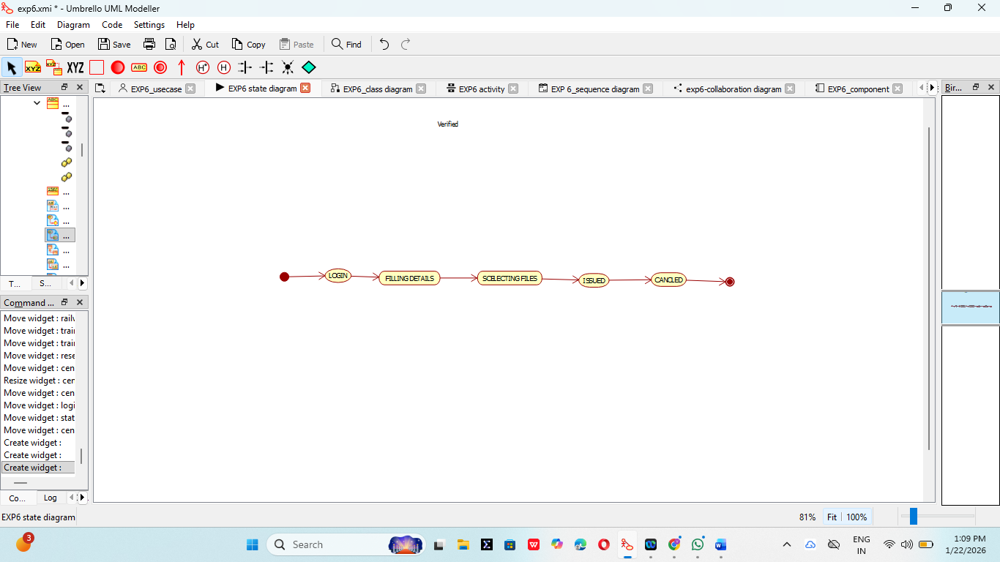 exp6.xmi * - Umbrello UML Modeller
File Edit Diagram Code Settings Help
New Open Save Cut Copy Paste Find
XYZ XYZ XYZ ABC H* H
Tree View
EXP6_usecase EXP6 state diagram EXP6_class diagram EXP6 activity EXP 6_sequence diagram exp6-collaboration diagram EXP6_component
Bir...
...
...
...
...
...
...
...
T... S...
Verified
LOGIN FILLING DETAILS SCELECTING FILES ISSUED CANCLED
Command ...
Move widget : railw
Move widget : trai
Move widget : trai
Move widget : rese
Move widget : cen
Resize widget : cen
Move widget : cen
Move widget : logi
Move widget : stat
Move widget : cen
Create widget :
Create widget :
Create widget :
Co... Log
EXP6 state diagram 81% Fit 100%
3 Search ENG IN 1:09 PM 1/22/2026